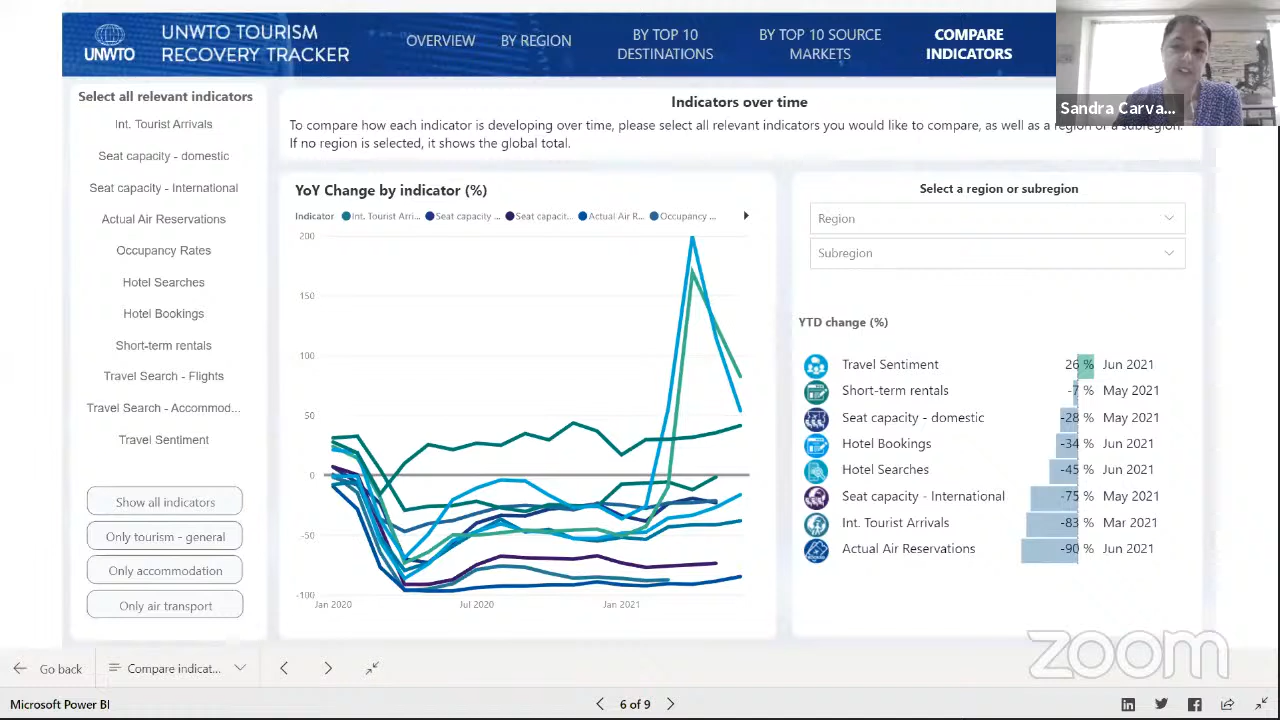 UNWTO
UNWTO TOURISM
RECOVERY TRACKER
OVERVIEW
BY REGION
BY TOP 10
DESTINATIONS
BY TOP 10 SOURCE
MARKETS
COMPARE
INDICATORS
Sandra Carva...
Select all relevant indicators
Int. Tourist Arrivals
Seat capacity - domestic
Seat capacity - International
Actual Air Reservations
Occupancy Rates
Hotel Searches
Hotel Bookings
Short-term rentals
Travel Search - Flights
Travel Search - Accommod...
Travel Sentiment
Show all indicators
Only tourism - general
Only accommodation
Only air transport
Indicators over time
To compare how each indicator is developing over time, please select all relevant indicators you would like to compare, as well as a region or a subregion.
If no region is selected, it shows the global total.
YoY Change by indicator (%)
Indicator Int. Tourist Arri... Seat capacity ... Seat capacit... Actual Air R... Occupancy ...
200
150
100
50
0
-50
-100
Jan 2020 Jul 2020 Jan 2021
Select a region or subregion
Region
Subregion
YTD change (%)
Travel Sentiment 26 % Jun 2021
Short-term rentals -7 % May 2021
Seat capacity - domestic -28 % May 2021
Hotel Bookings -34 % Jun 2021
Hotel Searches -45 % Jun 2021
Seat capacity - International -75 % May 2021
Int. Tourist Arrivals -83 % Mar 2021
Actual Air Reservations -90 % Jun 2021
zoom
Go back
Compare indicat...
Microsoft Power BI
6 of 9